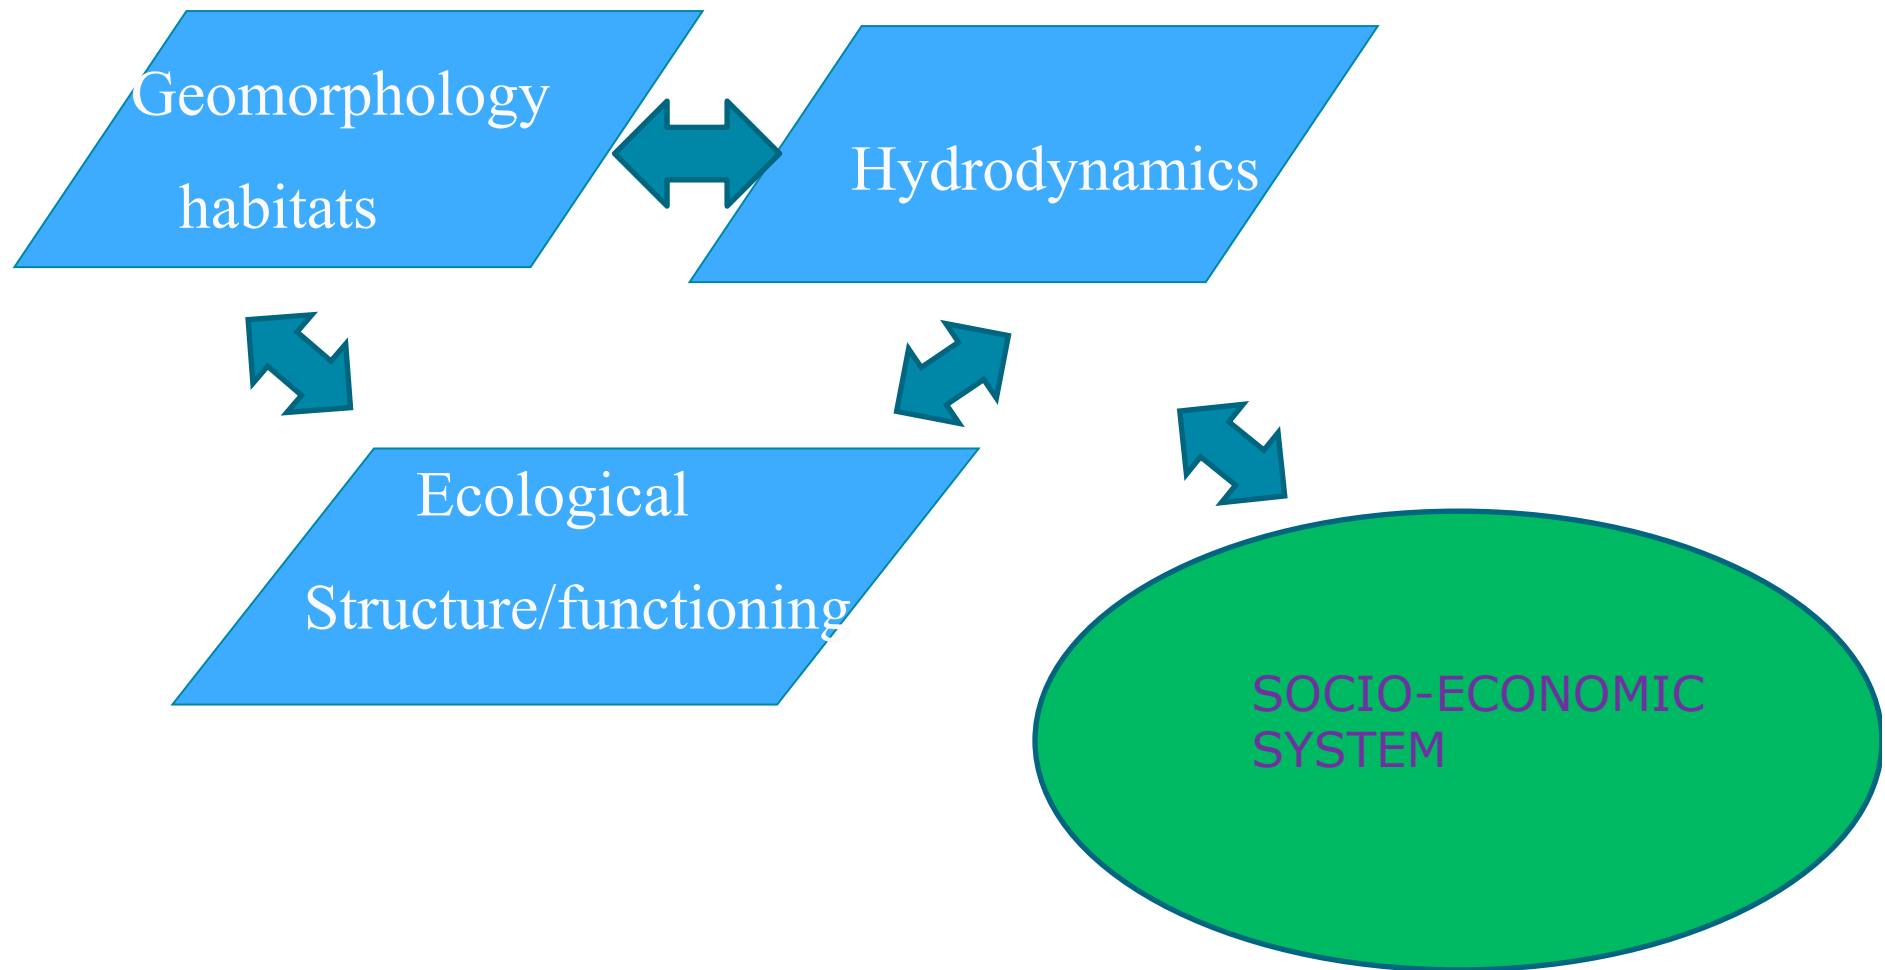 Geomorphology
habitats
Hydrodynamics
Ecological
Structure/functioning
SOCIO-ECONOMIC
SYSTEM